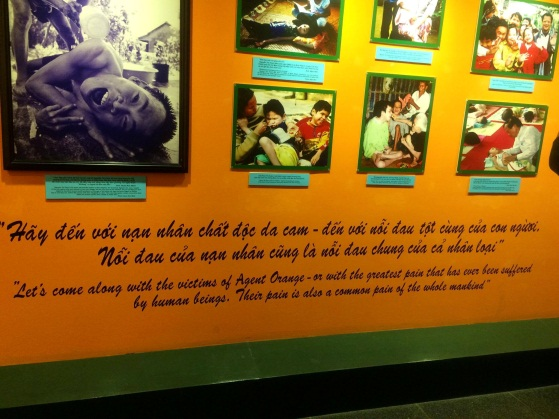 "Hãy đến với nạn nhân chất độc da cam - đến với nỗi đau tột cùng của con người.
Nỗi đau của nạn nhân cũng là nỗi đau chung của cả nhân loại"
"Let's come along with the victims of Agent Orange - or with the greatest pain that has ever been suffered
by human beings. Their pain is also a common pain of the whole mankind"